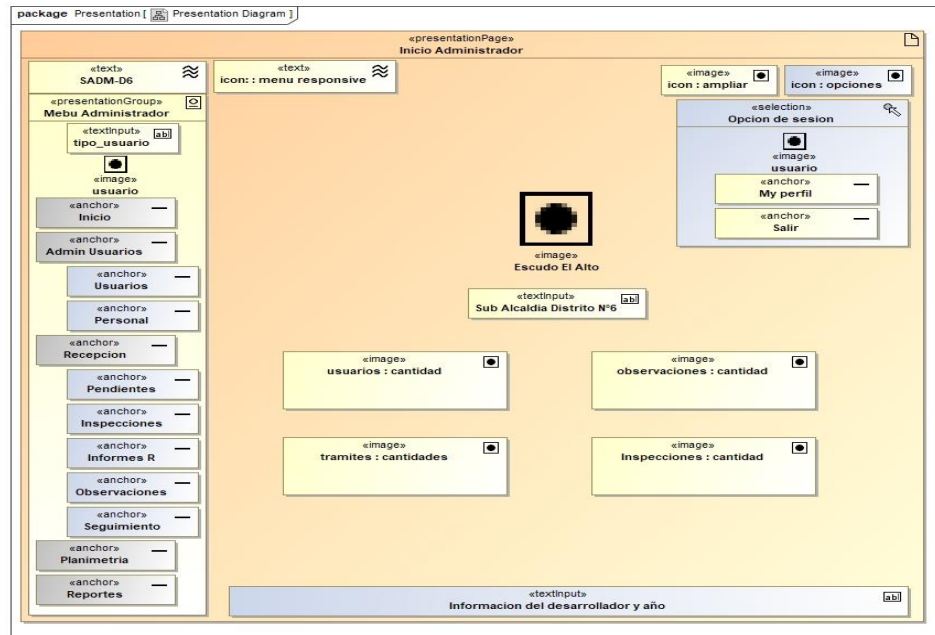 package Presentation [ Presentation Diagram ]
«presentationPage»
Inicio Administrador
«text»
SADM-D6
«presentationGroup»
Mebu Administrador
«textInput»
tipo_usuario
abl
«image»
usuario
«anchor»
Inicio
«anchor»
Admin Usuarios
«anchor»
Usuarios
«anchor»
Personal
«anchor»
Recepcion
«anchor»
Pendientes
«anchor»
Inspecciones
«anchor»
Informes R
«anchor»
Observaciones
«anchor»
Seguimiento
«anchor»
Planimetria
«anchor»
Reportes
«text»
icon: : menu responsive
«image»
icon : ampliar
«image»
icon : opciones
«selection»
Opcion de sesion
«image»
usuario
«anchor»
My perfil
«anchor»
Salir
«image»
Escudo El Alto
«textInput»
Sub Alcaldia Distrito Nº6
abl
«image»
usuarios : cantidad
«image»
observaciones : cantidad
«image»
tramites : cantidades
«image»
Inspecciones : cantidad
«textInput»
Informacion del desarrollador y año
abl